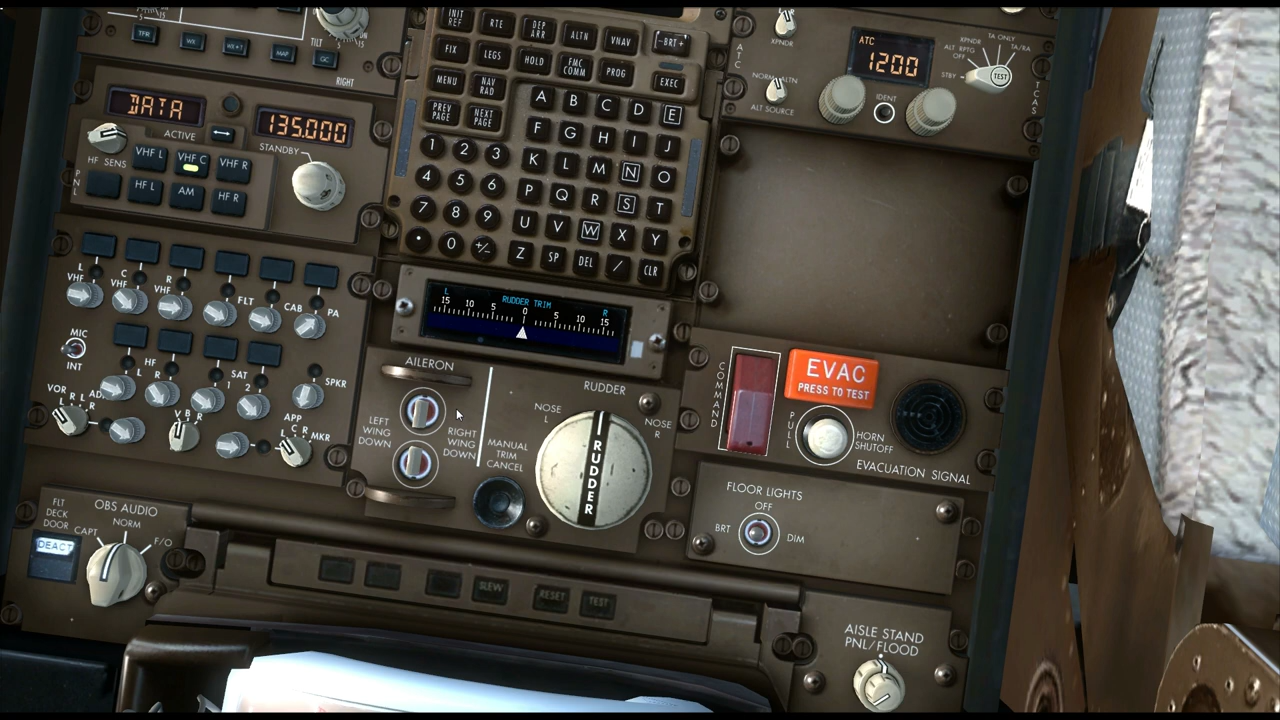 TFR
WX
WX+T
MAP
GC
TILT
15
RIGHT
INIT
REF
RTE
DEP
ARR
ALTN
VNAV
-BRT+
FIX
LEGS
HOLD
FMC
COMM
PROG
EXEC
MENU
NAV
RAD
PREV
PAGE
NEXT
PAGE
A B C D E
F G H I J
K L M N O
P Q R S T
U V W X Y
Z SP DEL / CLR
1 2 3
4 5 6
7 8 9
. 0 +/-
XPNDR
ATC
NORM
ALTN
ALT SOURCE
ATC
1200
IDENT
XPNDR
ALT RPTG
OFF
STBY
TA ONLY
TA/RA
TEST
TCAS
DATA
135.000
ACTIVE
STANDBY
HF SENS
PNL
VHF L
VHF C
VHF R
HF L
AM
HF R
L
VHF
C
VHF
R
VHF
FLT
CAB
PA
MIC
INT
L
HF
R
1
SAT
2
SPKR
VOR
L
R
R
V B R
APP
L C R
MKR
L
RUDDER TRIM
R
15 10 5 0 5 10 15
AILERON
LEFT
WING
DOWN
RIGHT
WING
DOWN
RUDDER
NOSE
L
NOSE
R
RUDDER
MANUAL
TRIM
CANCEL
COMMAND
EVAC
PRESS TO TEST
PULL
HORN
SHUTOFF
EVACUATION SIGNAL
FLOOR LIGHTS
OFF
BRT
DIM
FLT
DECK
DOOR
DEACT
OBS AUDIO
CAPT
NORM
F/O
SLEW
RESET
TEST
AISLE STAND
PNL/FLOOD